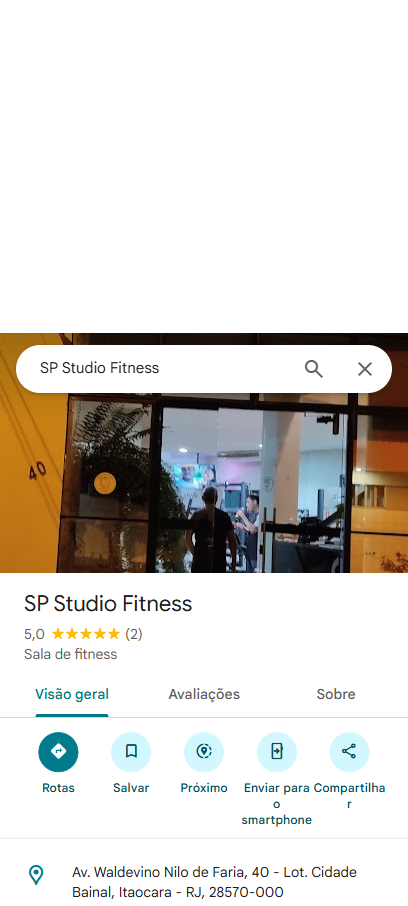 SP Studio Fitness
40
SP Studio Fitness
5,0 (2)
Sala de fitness
Visão geral Avaliações Sobre
Rotas Salvar Próximo Enviar para o smartphone Compartilhar
Av. Waldevino Nilo de Faria, 40 - Lot. Cidade
Bainal, Itaocara - RJ, 28570-000